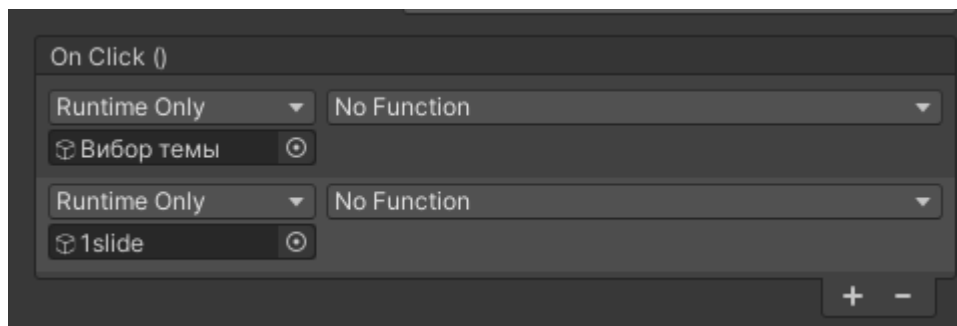 On Click ()
Runtime Only No Function
Вибор темы
Runtime Only No Function
1slide
+ -